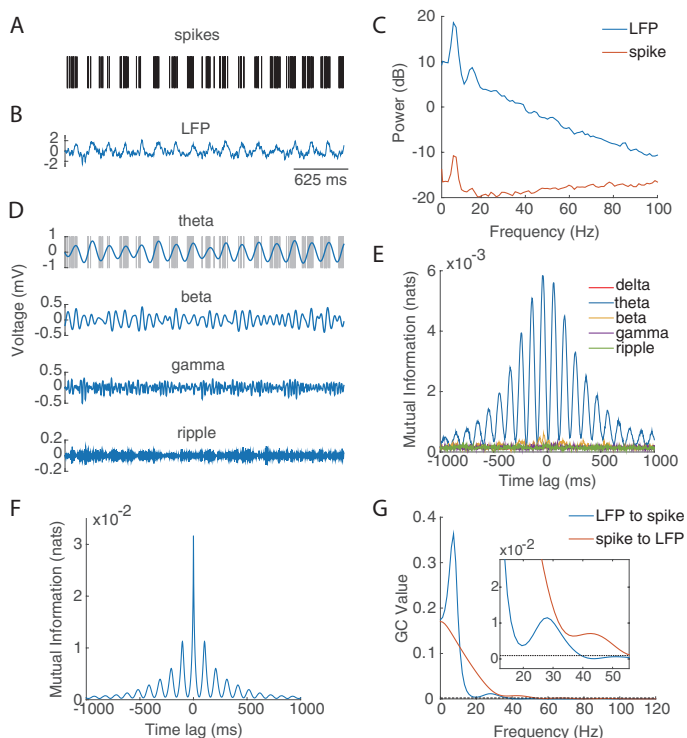 A
spikes
B
LFP
2
0
-2
625 ms
C
20
10
0
-10
-20
Power (dB)
0 20 40 60 80 100
Frequency (Hz)
LFP
spike
D
Voltage (mV)
theta
1
0
-1
beta
0.5
0
-0.5
gamma
0.5
0
-0.5
ripple
0.2
0
-0.2
E
x10-3
6
4
2
0
Mutual Information (nats)
-1000 -500 0 500 1000
Time lag (ms)
delta
theta
beta
gamma
ripple
F
x10-2
3
2
1
0
Mutual Information (nats)
-1000 -500 0 500 1000
Time lag (ms)
G
0.4
0.3
0.2
0.1
0
GC Value
0 20 40 60 80 100 120
Frequency (Hz)
LFP to spike
spike to LFP
x10-2
2
1
0
20 30 40 50